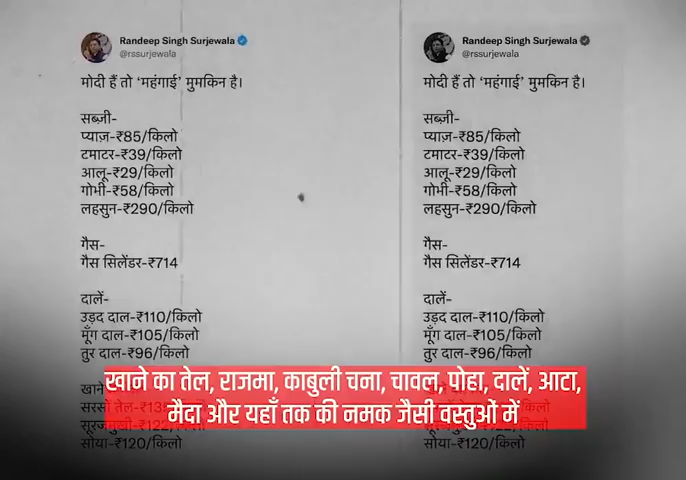 Randeep Singh Surjewala
@rssurjewala
मोदी हैं तो ‘महंगाई’ मुमकिन है।
सब्ज़ी-
प्याज़-₹85/किलो
टमाटर-₹39/किलो
आलू-₹29/किलो
गोभी-₹58/किलो
लहसुन-₹290/किलो
गैस-
गैस सिलेंडर-₹714
दालें-
उड़द दाल-₹110/किलो
मूँग दाल-₹105/किलो
तुर दाल-₹96/किलो
सोया-₹120/किलो
Randeep Singh Surjewala
@rssurjewala
मोदी हैं तो ‘महंगाई’ मुमकिन है।
सब्ज़ी-
प्याज़-₹85/किलो
टमाटर-₹39/किलो
आलू-₹29/किलो
गोभी-₹58/किलो
लहसुन-₹290/किलो
गैस-
गैस सिलेंडर-₹714
दालें-
उड़द दाल-₹110/किलो
मूँग दाल-₹105/किलो
तुर दाल-₹96/किलो
सोया-₹120/किलो
खाने का तेल, राजमा, काबुली चना, चावल, पोहा, दालें, आटा,
मैदा और यहाँ तक की नमक जैसी वस्तुओं में